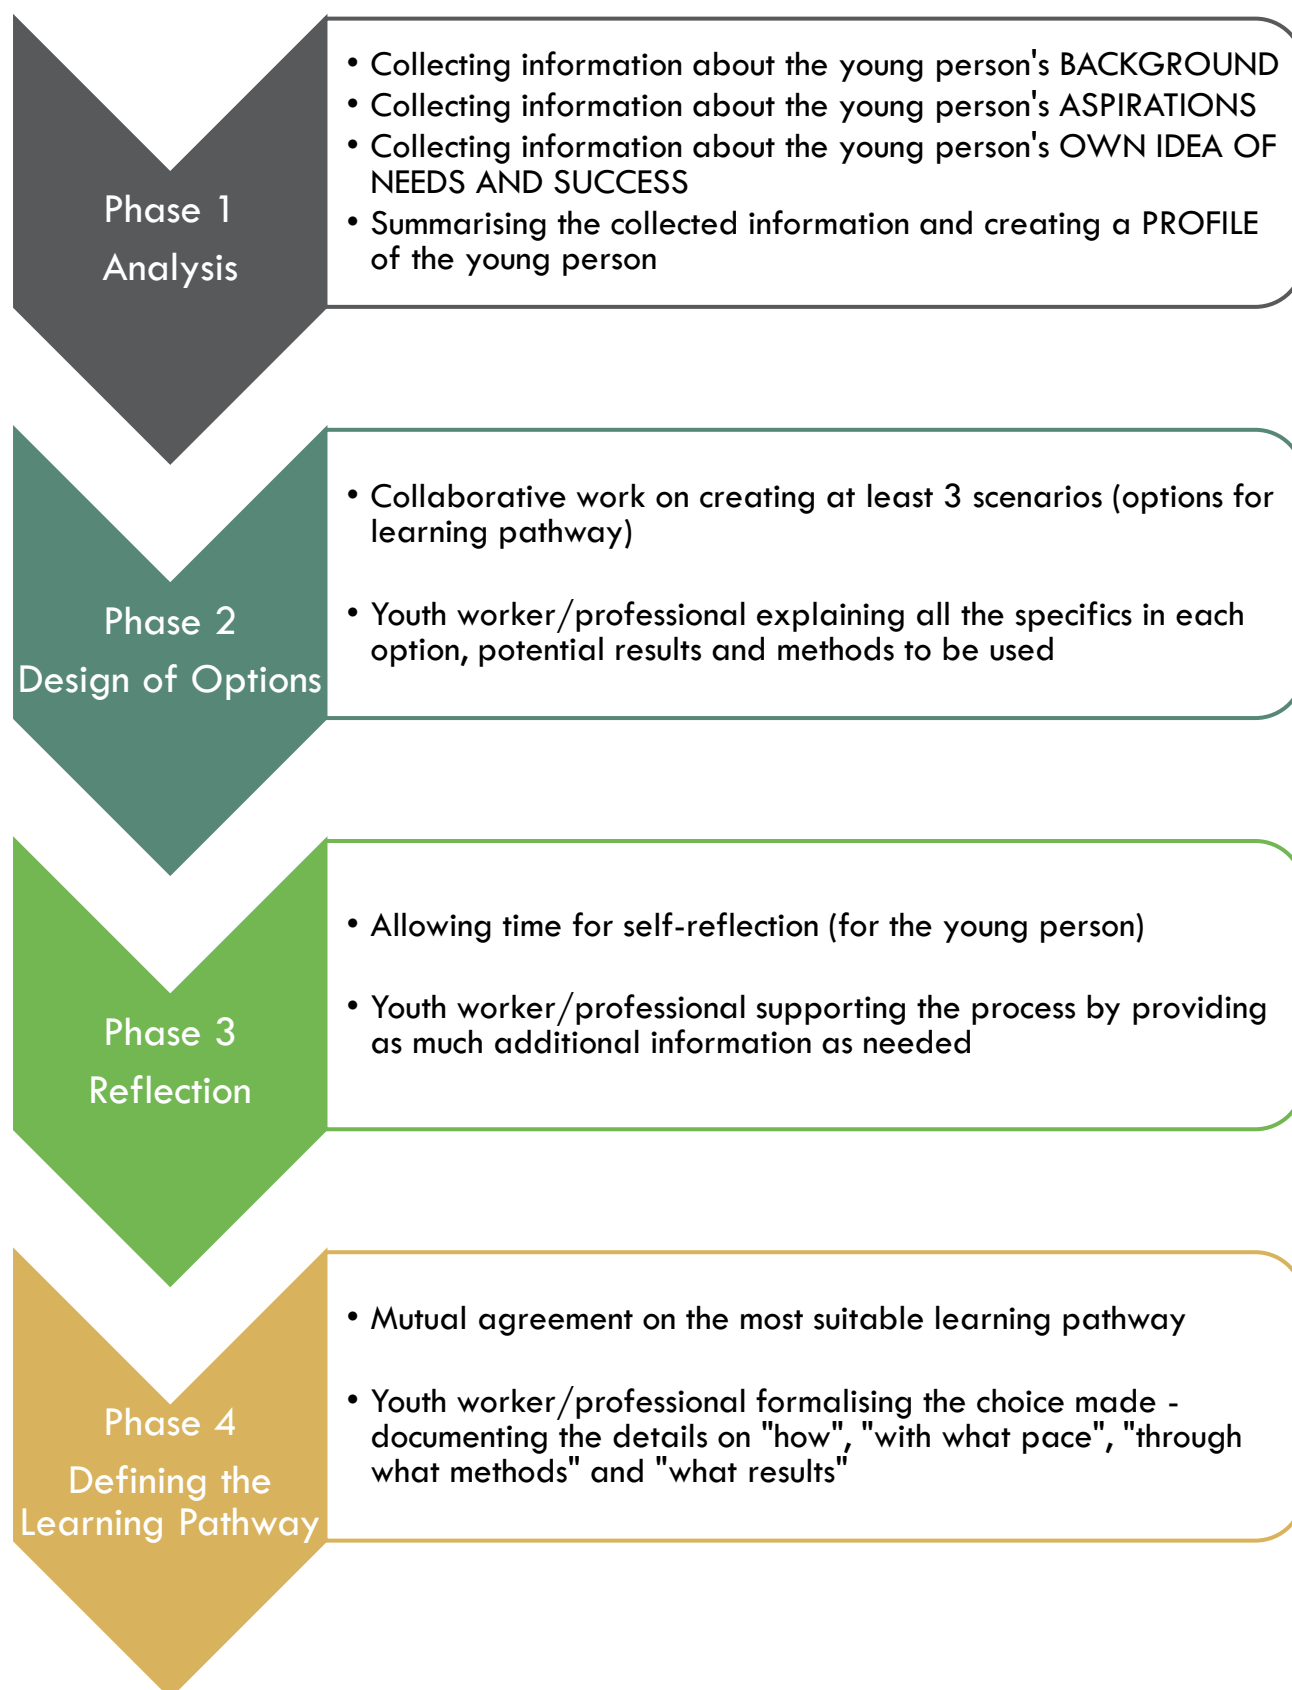 Phase 1
Analysis
• Collecting information about the young person's BACKGROUND
• Collecting information about the young person's ASPIRATIONS
• Collecting information about the young person's OWN IDEA OF
NEEDS AND SUCCESS
• Summarising the collected information and creating a PROFILE
of the young person
Phase 2
Design of Options
• Collaborative work on creating at least 3 scenarios (options for
learning pathway)
• Youth worker/professional explaining all the specifics in each
option, potential results and methods to be used
Phase 3
Reflection
• Allowing time for self-reflection (for the young person)
• Youth worker/professional supporting the process by providing
as much additional information as needed
Phase 4
Defining the
Learning Pathway
• Mutual agreement on the most suitable learning pathway
• Youth worker/professional formalising the choice made -
documenting the details on "how", "with what pace", "through
what methods" and "what results"